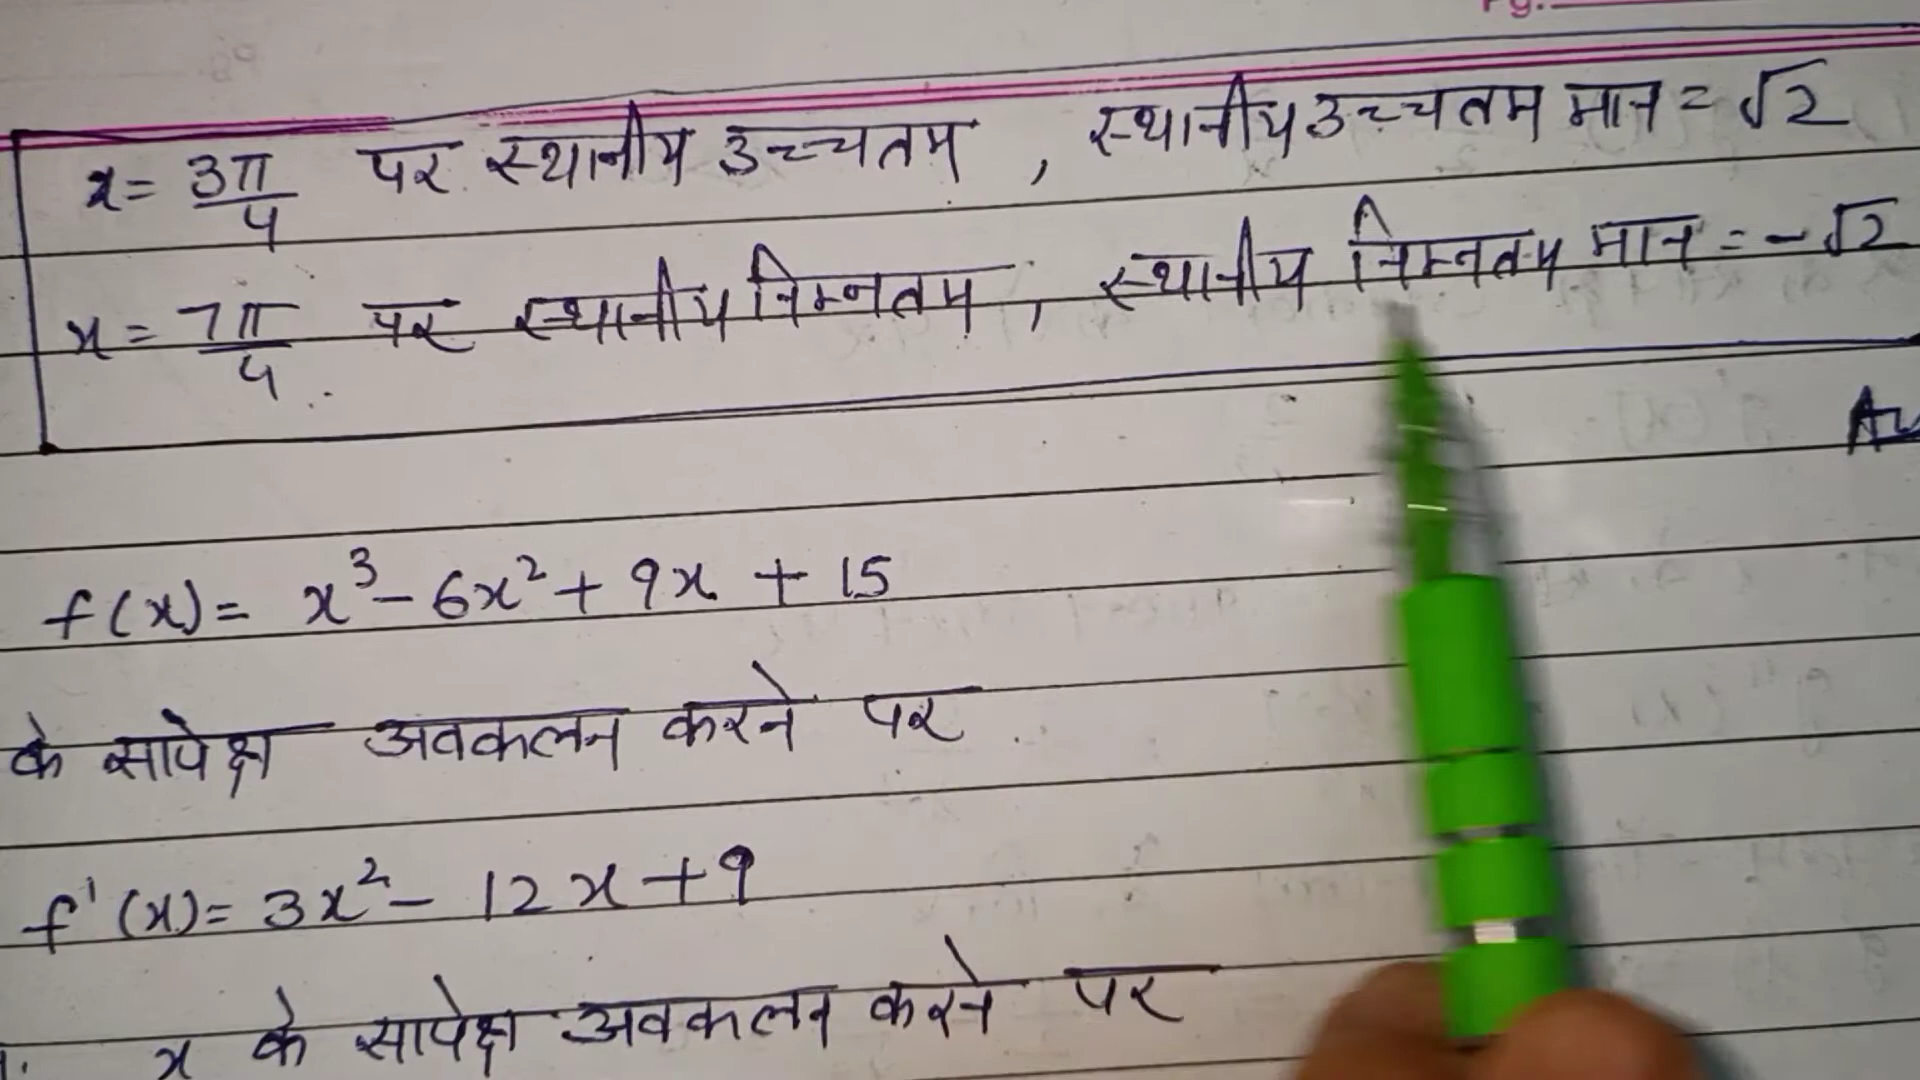 Pg.
x = 3π/4 पर स्थानीय उच्चतम , स्थानीय उच्चतम मान = √2
x = 7π/4 पर स्थानीय निम्नतम , स्थानीय निम्नतम मान = -√2
f(x) = x³ - 6x² + 9x + 15
के सापेक्ष अवकलन करने पर
f'(x) = 3x² - 12x + 9
x के सापेक्ष अवकलन करने पर